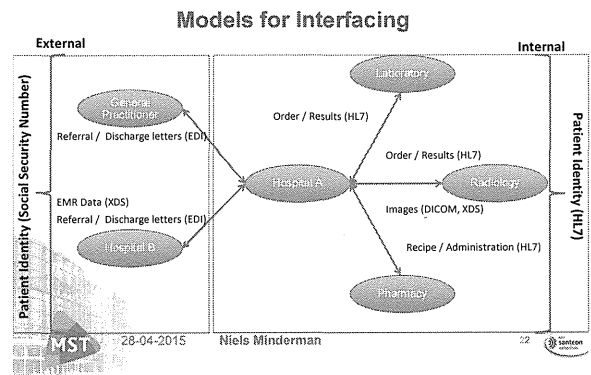 Models for Interfacing
External
Internal
Patient Identity (Social Security Number)
General
Practitioner
Referral / Discharge letters (EDI)
EMR Data (XDS)
Referral / Discharge letters (EDI)
Hospital B
Hospital A
Laboratory
Order / Results (HL7)
Order / Results (HL7)
Radiology
Images (DICOM, XDS)
Recipe / Administration (HL7)
Pharmacy
Patient Identity (HL7)
MST
28-04-2015
Niels Minderman
22
santeon